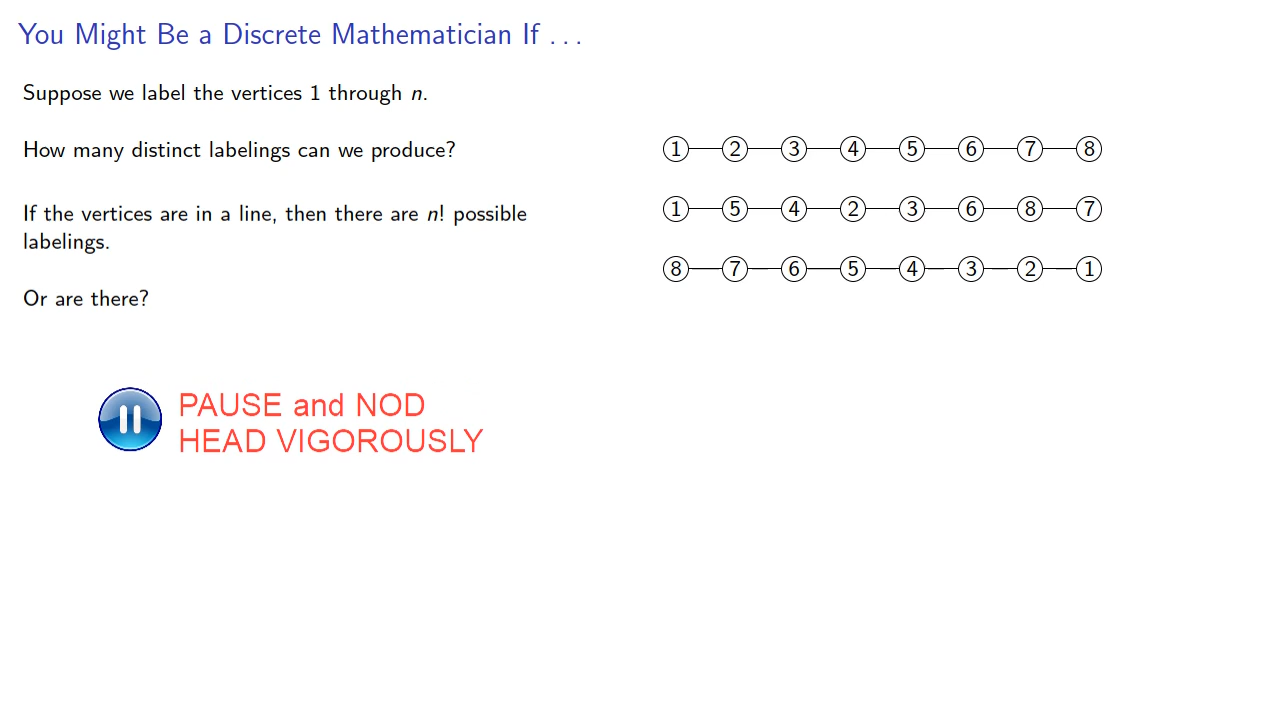 You Might Be a Discrete Mathematician If . . .
Suppose we label the vertices 1 through n.
How many distinct labelings can we produce?
If the vertices are in a line, then there are n! possible
labelings.
Or are there?
PAUSE and NOD
HEAD VIGOROUSLY
1 2 3 4 5 6 7 8
1 5 4 2 3 6 8 7
8 7 6 5 4 3 2 1